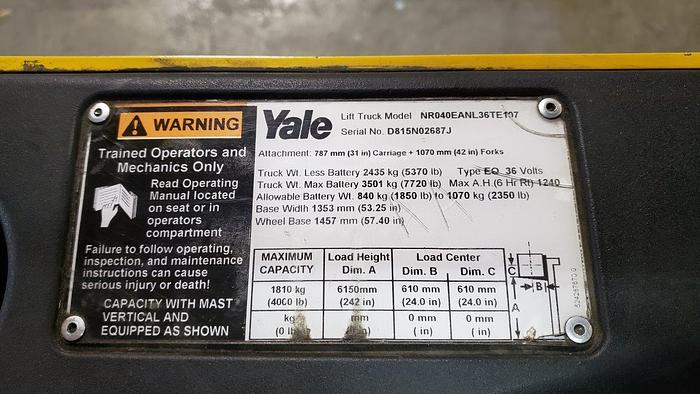 WARNING
Trained Operators and
Mechanics Only
Read Operating
Manual located
on seat or in
operators
compartment
Failure to follow operating,
inspection, and maintenance
instructions can cause
serious injury or death!
CAPACITY WITH MAST
VERTICAL AND
EQUIPPED AS SHOWN
Yale
Lift Truck Model NR040EANL36TE107
Serial No. D815N02687J
Attachment: 787 mm (31 in) Carriage + 1070 mm (42 in) Forks
Truck Wt. Less Battery 2435 kg (5370 lb) Type EO 36 Volts
Truck Wt. Max Battery 3501 kg (7720 lb) Max A.H.(6 Hr Rt) 1240
Allowable Battery Wt. 840 kg (1850 lb) to 1070 kg (2350 lb)
Base Width 1353 mm (53.25 in)
Wheel Base 1457 mm (57.40 in)
MAXIMUM CAPACITY Load Height Dim. A Load Center Dim. B Dim. C
1810 kg 6150mm 610 mm 610 mm
(4000 lb) (242 in) (24.0 in) (24.0 in)
kg mm 0 mm 0 mm
(0 lb) in) ( in) ( in)
C
B
A